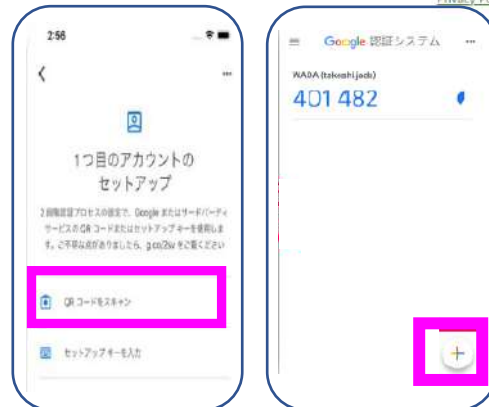 2:56
1つ目のアカウントの
セットアップ
2 段階認証プロセスの設定で、Google またはサードパーティ
サービスの QR コードまたはセットアップ キーを使用しま
す。ご不明な点がありましたら、g.co/2sv をご覧ください
QR コードをスキャン
セットアップ キーを入力
Google 認証システム
WADA (takashi.jads)
401 482